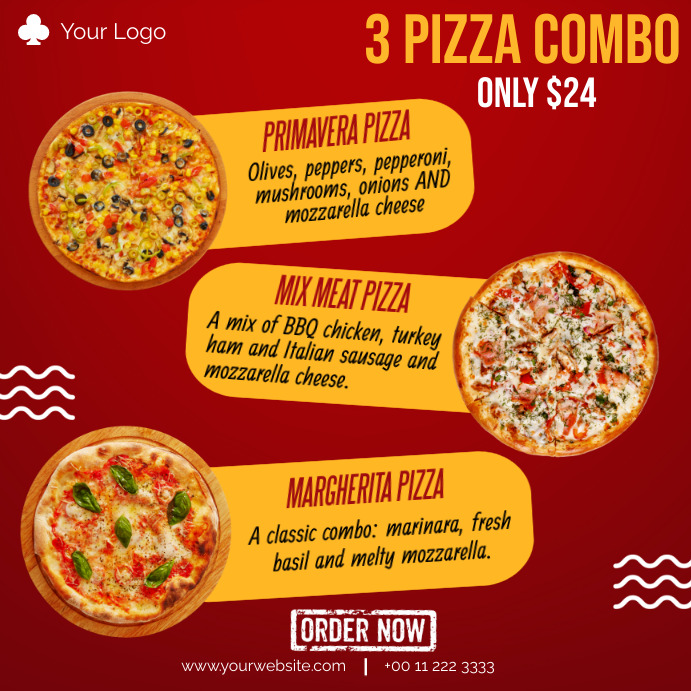 Your Logo
3 PIZZA COMBO
ONLY $24
PRIMAVERA PIZZA
Olives, peppers, pepperoni,
mushrooms, onions AND
mozzarella cheese
MIX MEAT PIZZA
A mix of BBQ chicken, turkey
ham and Italian sausage and
mozzarella cheese.
MARGHERITA PIZZA
A classic combo: marinara, fresh
basil and melty mozzarella.
ORDER NOW
www.yourwebsite.com | +00 11 222 3333